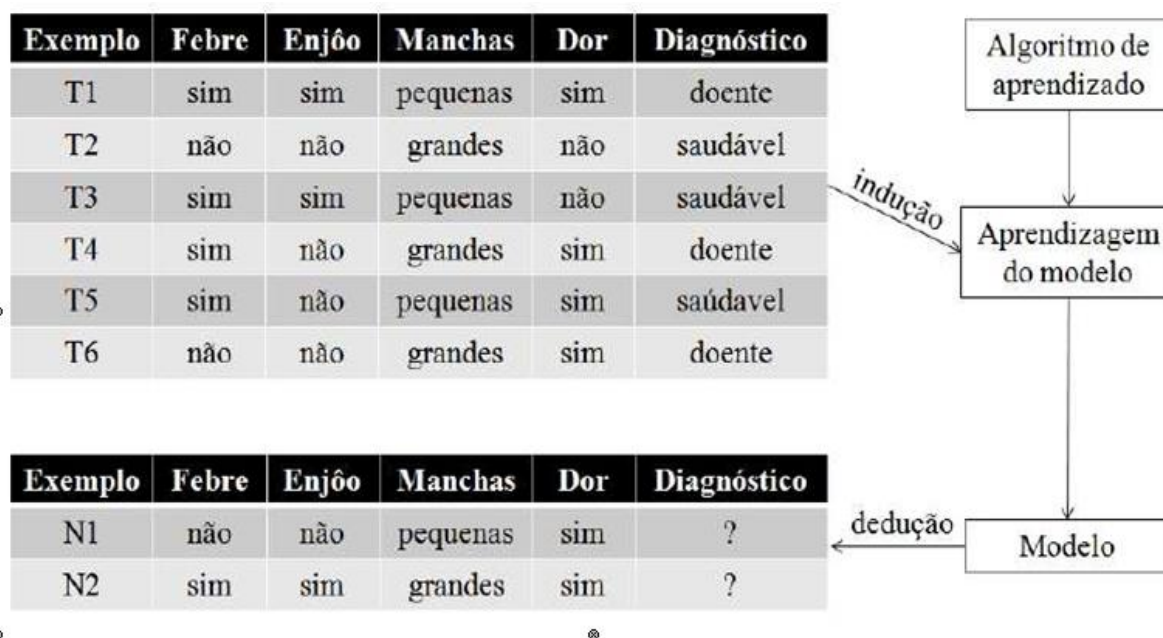 Exemplo Febre Enjôo Manchas Dor Diagnóstico
T1 sim sim pequenas sim doente
T2 não não grandes não saudável
T3 sim sim pequenas não saudável
T4 sim não grandes sim doente
T5 sim não pequenas sim saúdavel
T6 não não grandes sim doente
Algoritmo de
aprendizado
indução
Aprendizagem
do modelo
Exemplo Febre Enjôo Manchas Dor Diagnóstico
N1 não não pequenas sim ?
N2 sim sim grandes sim ?
dedução
Modelo